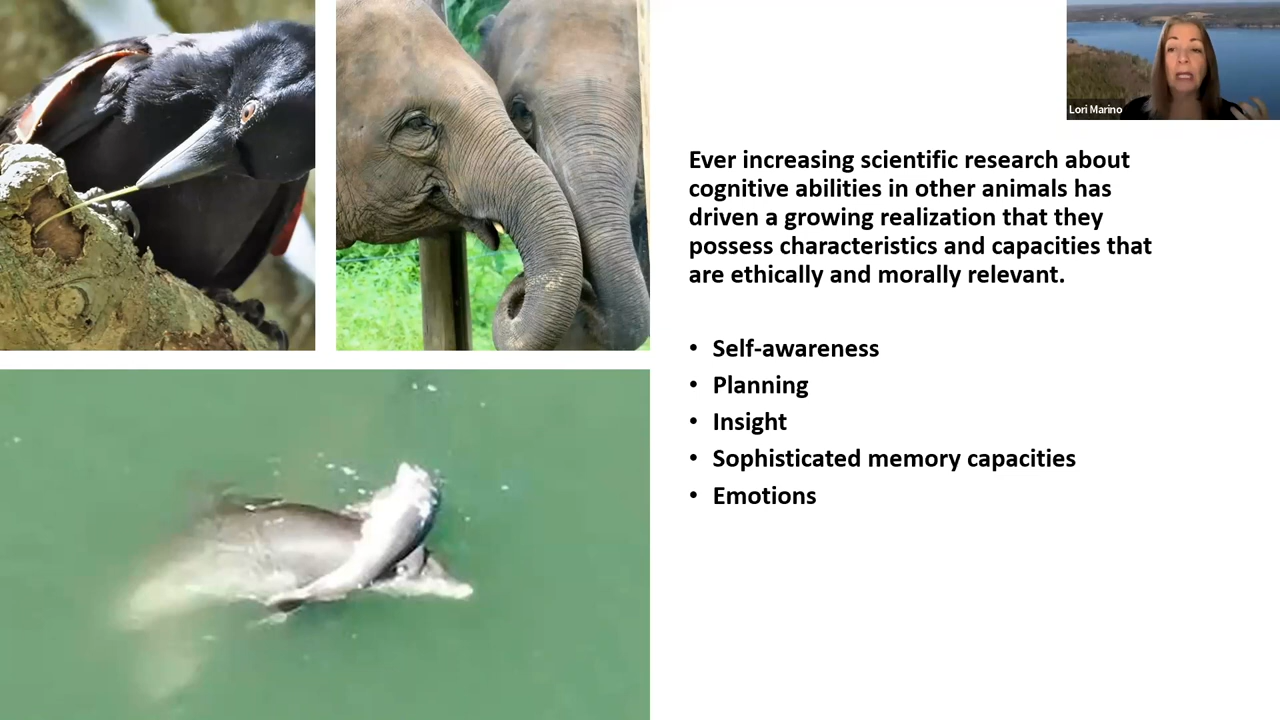 Lori Marino
Ever increasing scientific research about
cognitive abilities in other animals has
driven a growing realization that they
possess characteristics and capacities that
are ethically and morally relevant.
• Self-awareness
• Planning
• Insight
• Sophisticated memory capacities
• Emotions